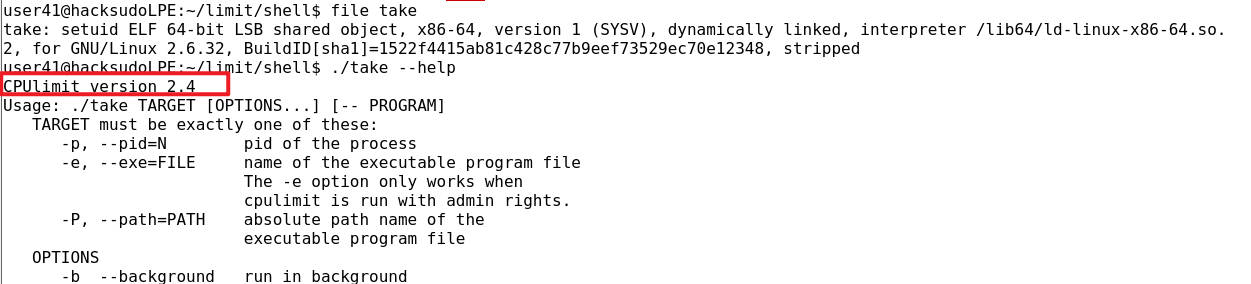 user41@hacksudoLPE:~/limit/shell$ file take
take: setuid ELF 64-bit LSB shared object, x86-64, version 1 (SYSV), dynamically linked, interpreter /lib64/ld-linux-x86-64.so.
2, for GNU/Linux 2.6.32, BuildID[sha1]=1522f4415ab81c428c77b9eef73529ec70e12348, stripped
user41@hacksudoLPE:~/limit/shell$ ./take --help
CPUlimit version 2.4
Usage: ./take TARGET [OPTIONS...] [-- PROGRAM]
   TARGET must be exactly one of these:
      -p, --pid=N        pid of the process
      -e, --exe=FILE     name of the executable program file
                         The -e option only works when
                         cpulimit is run with admin rights.
      -P, --path=PATH    absolute path name of the
                         executable program file
   OPTIONS
      -b  --background   run in background